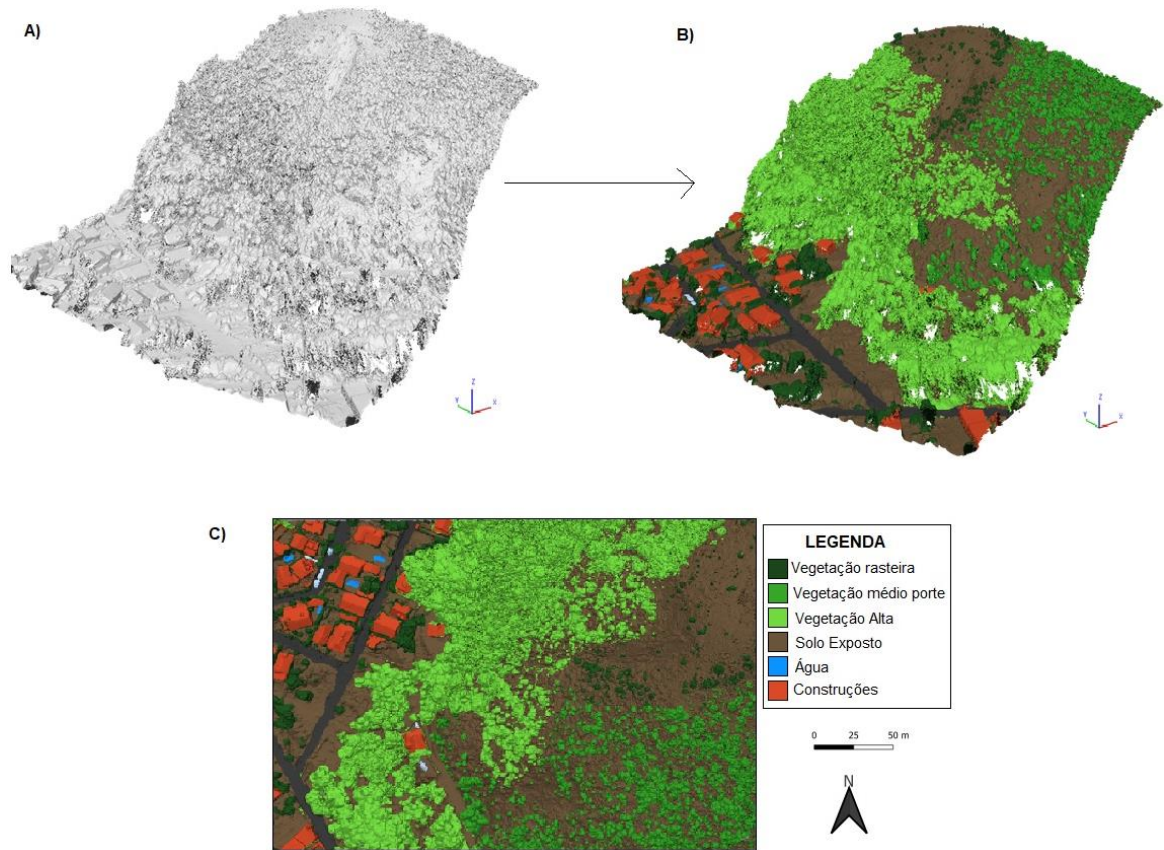 A)
B)
Z
Y
X
Z
Y
X
C)
LEGENDA
Vegetação rasteira
Vegetação médio porte
Vegetação Alta
Solo Exposto
Água
Construções
0 25 50 m
N